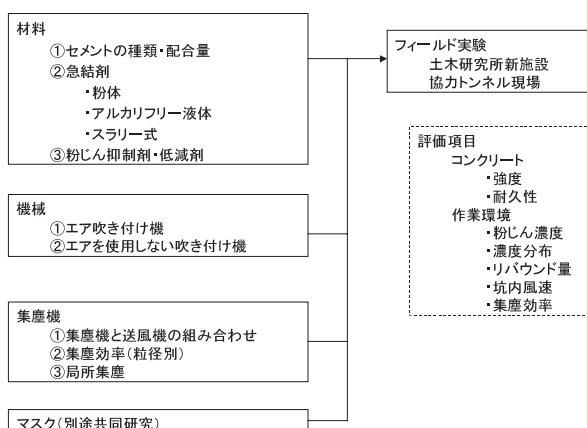 材料
①セメントの種類・配合量
②急結剤
・粉体
・アルカリフリー液体
・スラリー式
③粉じん抑制剤・低減剤
機械
①エア吹き付け機
②エアを使用しない吹き付け機
集塵機
①集塵機と送風機の組み合わせ
②集塵効率(粒径別)
③局所集塵
マスク(別途共同研究)
フィールド実験
土木研究所新施設
協力トンネル現場
評価項目
コンクリート
・強度
・耐久性
作業環境
・粉じん濃度
・濃度分布
・リバウンド量
・坑内風速
・集塵効率